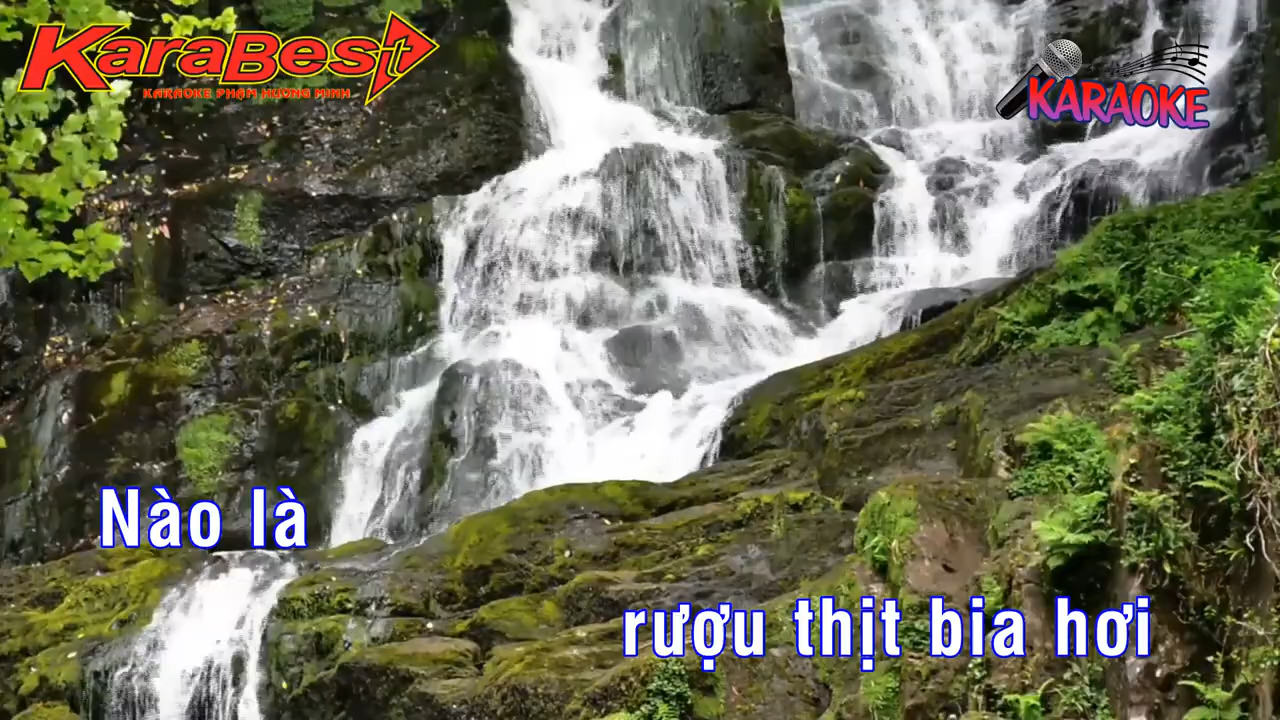 KaraBest
KARAOKE PHẠM HƯƠNG MINH
KARAOKE
Nào là
rượu thịt bia hơi